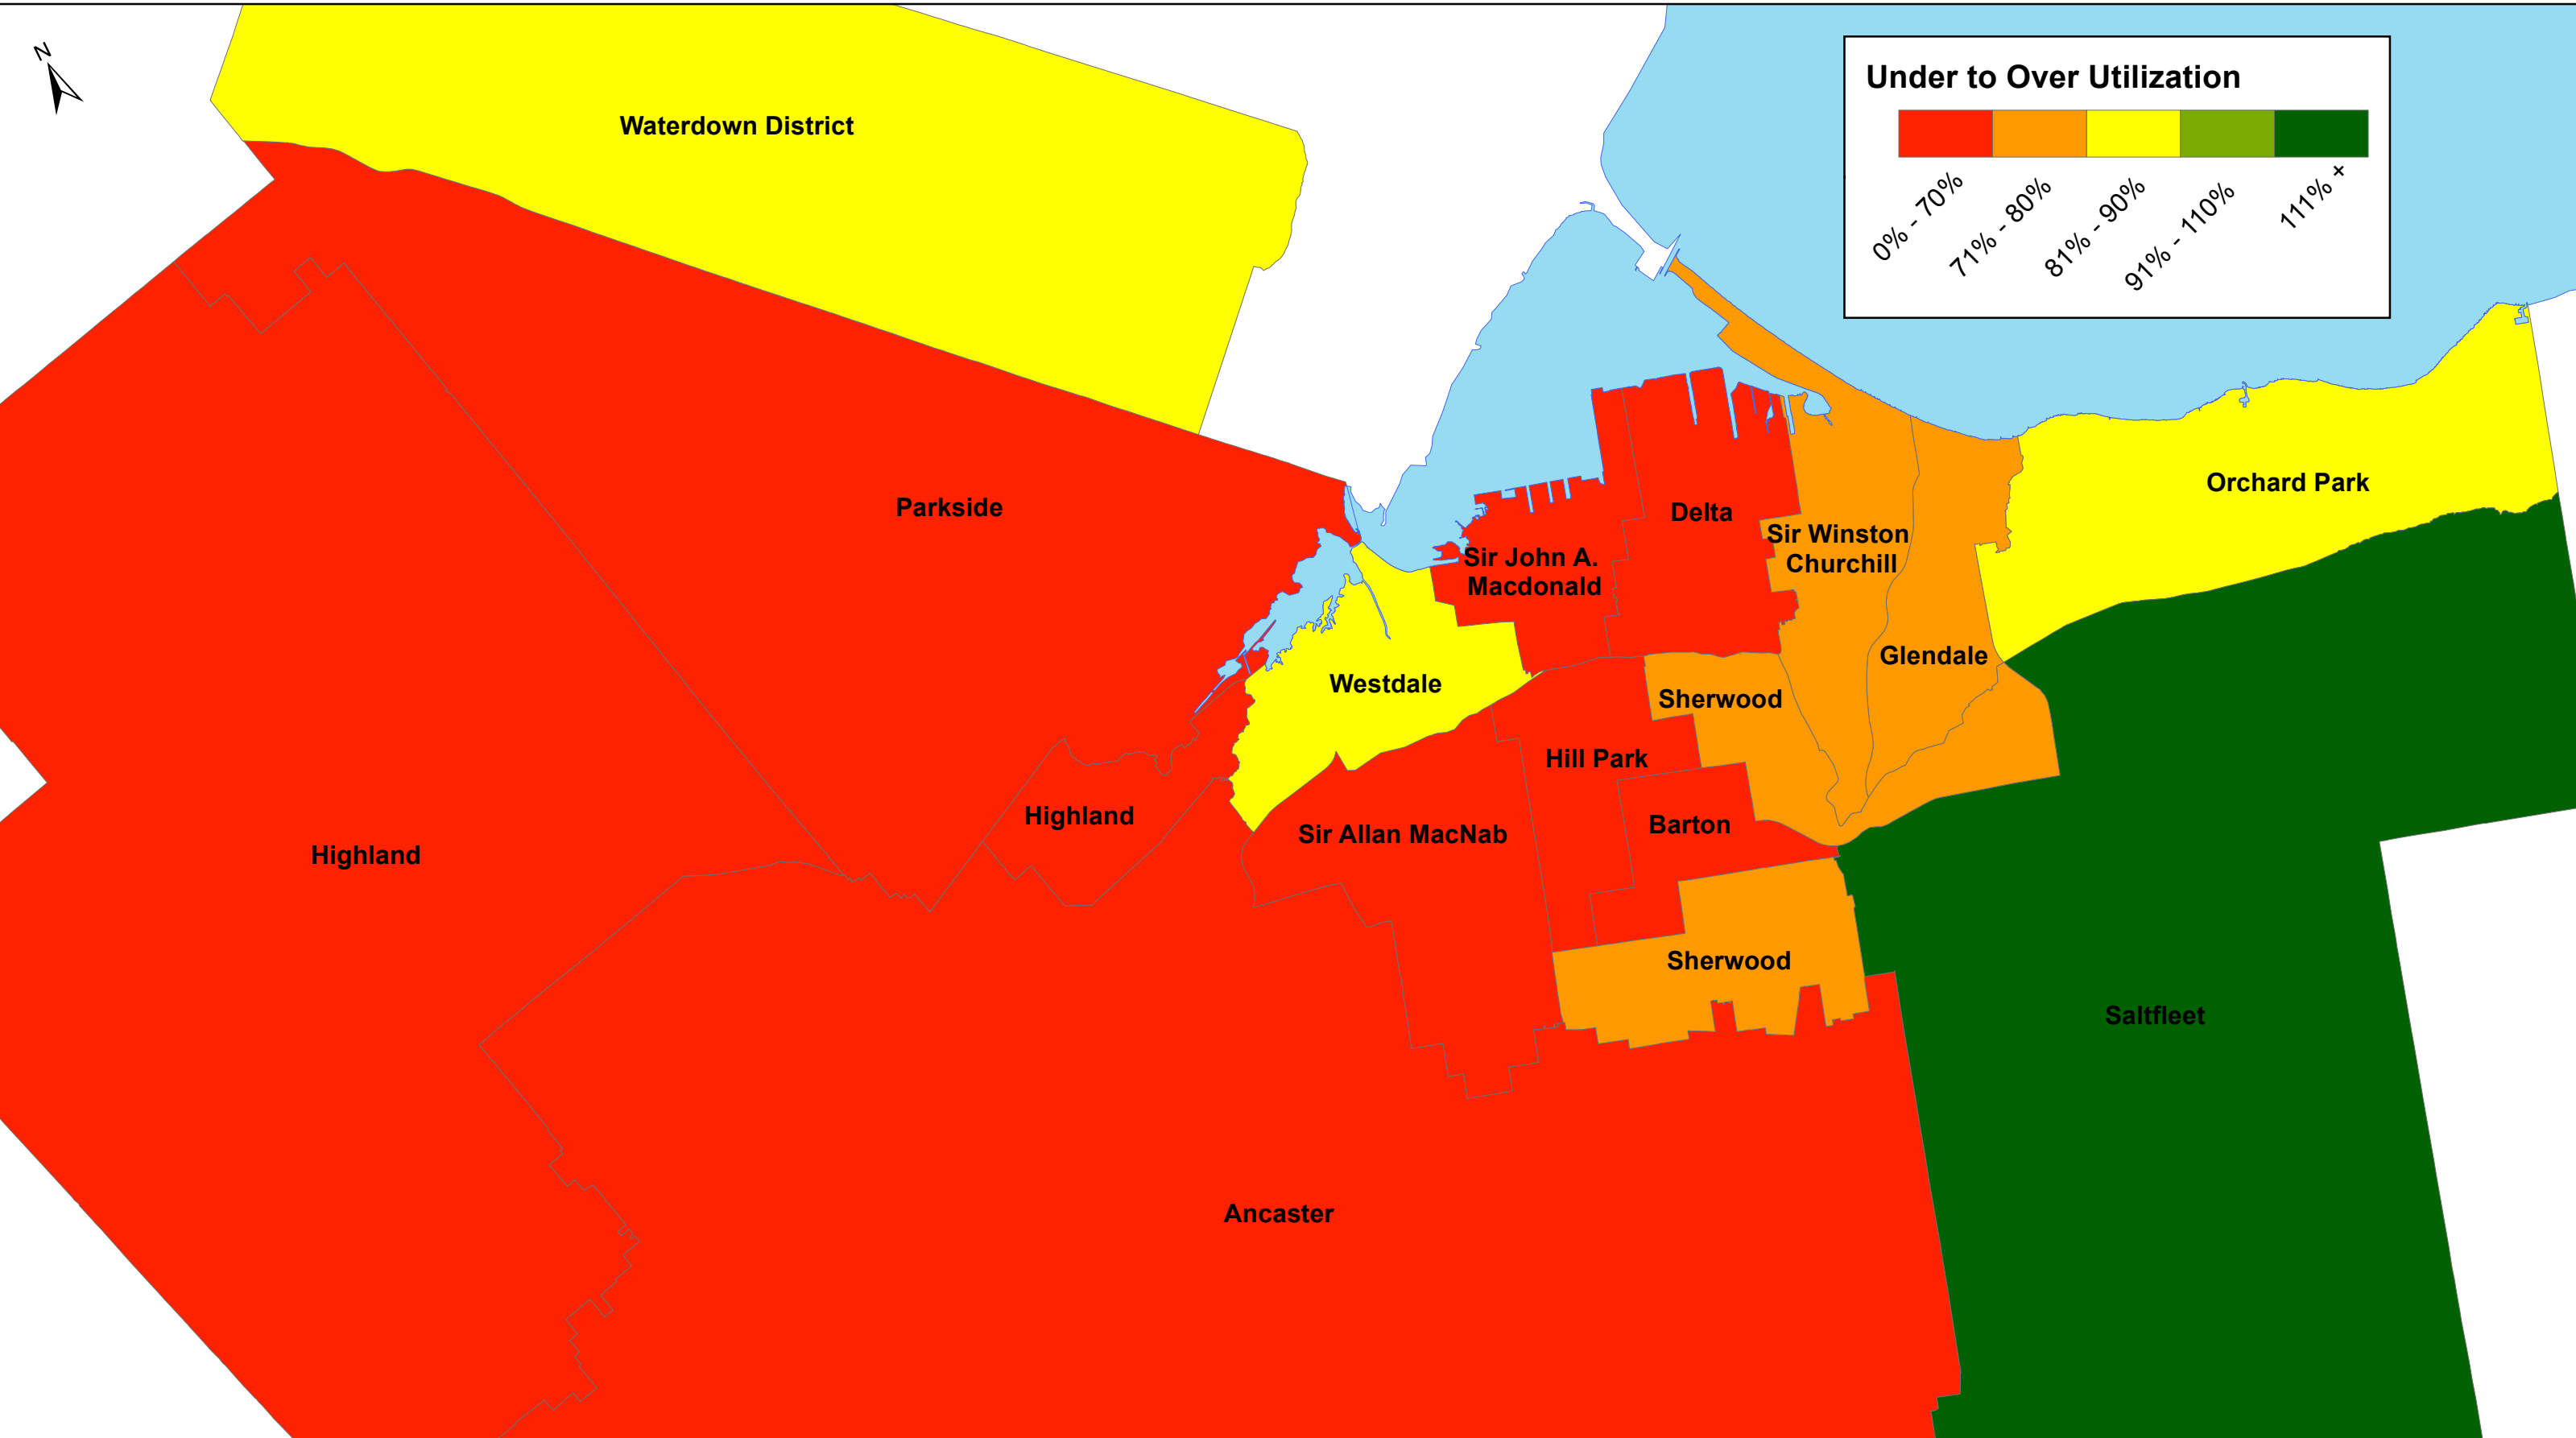 N
Under to Over Utilization
0% - 70%
71% - 80%
81% - 90%
91% - 110%
111% +
Waterdown District
Parkside
Orchard Park
Delta
Sir Winston
Churchill
Sir John A.
Macdonald
Glendale
Westdale
Sherwood
Hill Park
Highland
Barton
Sir Allan MacNab
Highland
Sherwood
Saltfleet
Ancaster